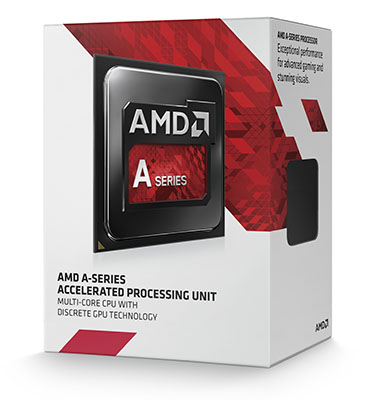 AMD
A SERIES
AMD A-SERIES
ACCELERATED PROCESSING UNIT
MULTI-CORE CPU WITH
DISCRETE GPU TECHNOLOGY
AMD A-SERIES PROCESSOR
Exceptional performance
for advanced gaming and
stunning visuals.
AMD